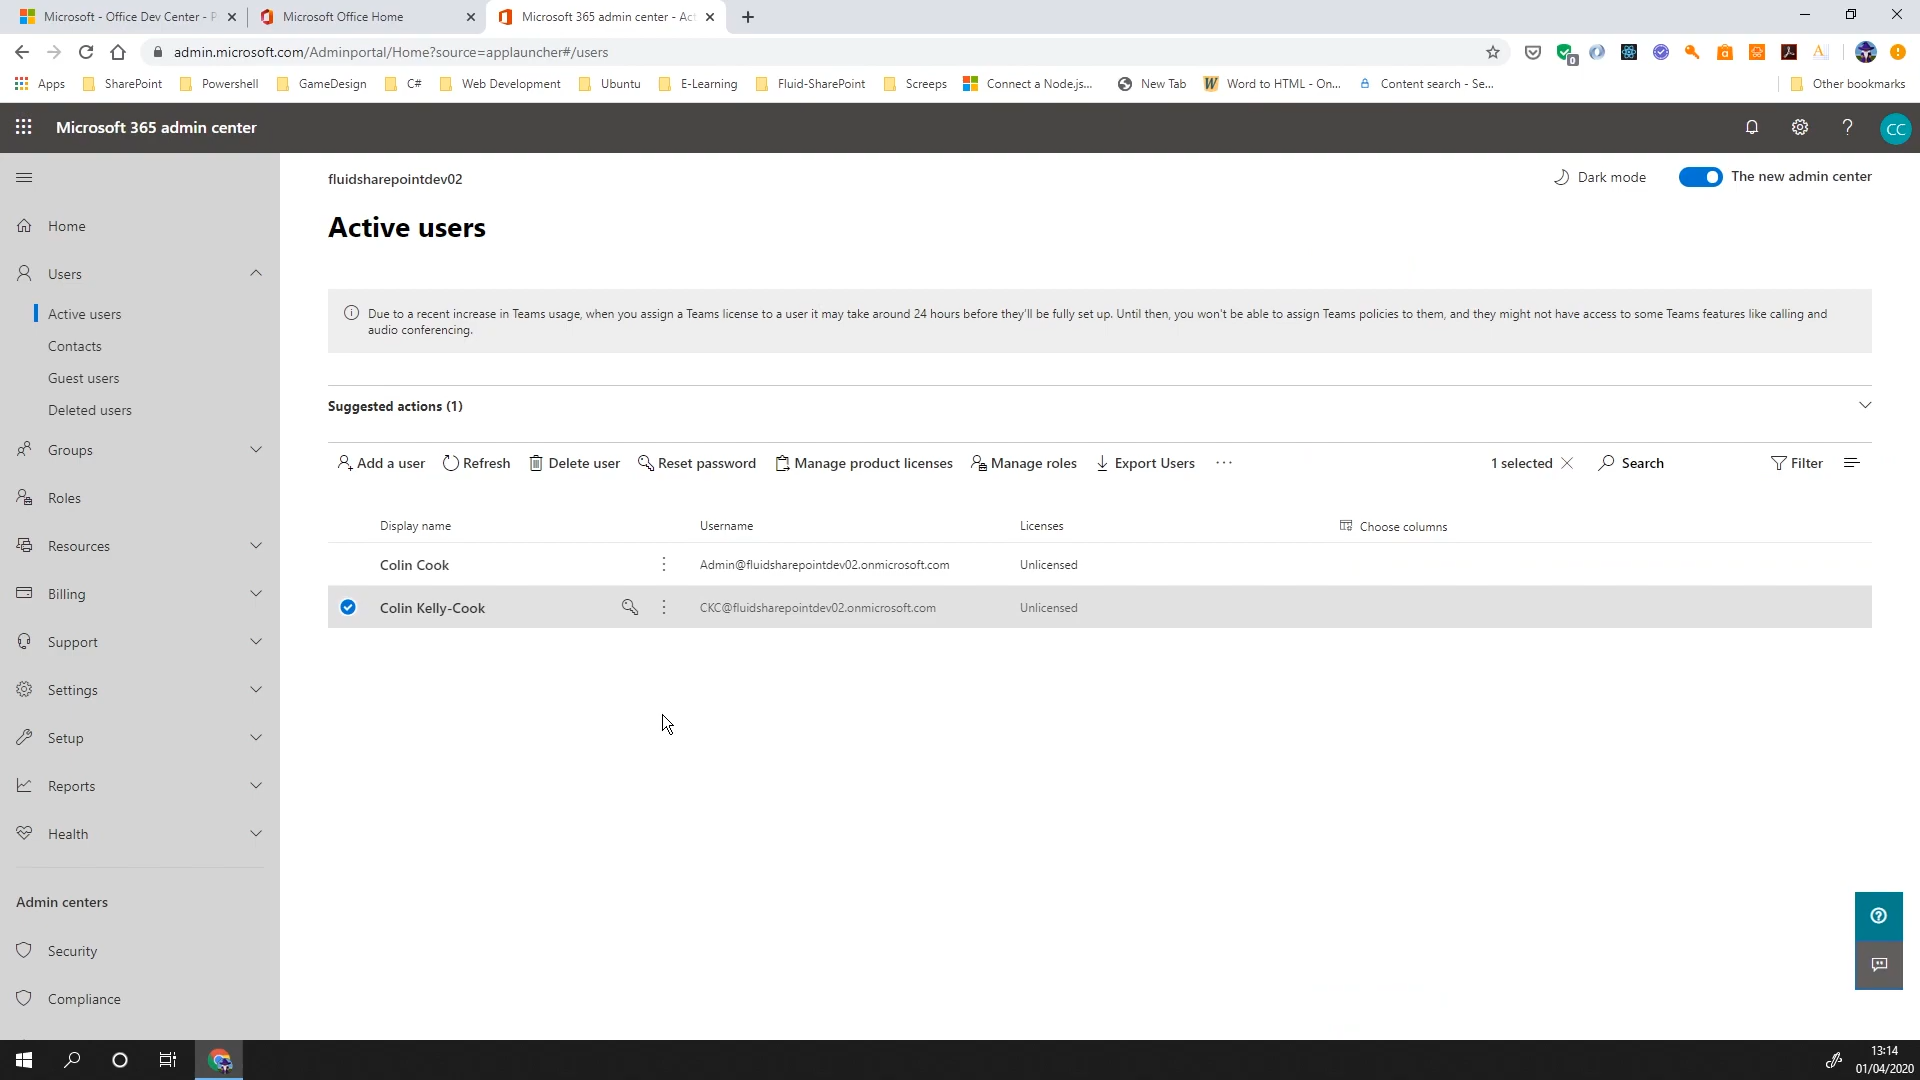 Microsoft - Office Dev Center - P
Microsoft Office Home
Microsoft 365 admin center - Act
admin.microsoft.com/Adminportal/Home?source=applauncher#/users
0
Apps
SharePoint
Powershell
GameDesign
C#
Web Development
Ubuntu
E-Learning
Fluid-SharePoint
Screeps
Connect a Node.js...
New Tab
Word to HTML - On...
Content search - Se...
Other bookmarks
Microsoft 365 admin center
CC
fluidsharepointdev02
Dark mode
The new admin center
Active users
Home
Users
Active users
Contacts
Guest users
Deleted users
Groups
Roles
Resources
Billing
Support
Settings
Setup
Reports
Health
Admin centers
Security
Compliance
Due to a recent increase in Teams usage, when you assign a Teams license to a user it may take around 24 hours before they'll be fully set up. Until then, you won't be able to assign Teams policies to them, and they might not have access to some Teams features like calling and
audio conferencing.
Suggested actions (1)
Add a user
Refresh
Delete user
Reset password
Manage product licenses
Manage roles
Export Users
1 selected
Search
Filter
Display name
Username
Licenses
Choose columns
Colin Cook
Admin@fluidsharepointdev02.onmicrosoft.com
Unlicensed
Colin Kelly-Cook
CKC@fluidsharepointdev02.onmicrosoft.com
Unlicensed
13:14
01/04/2020